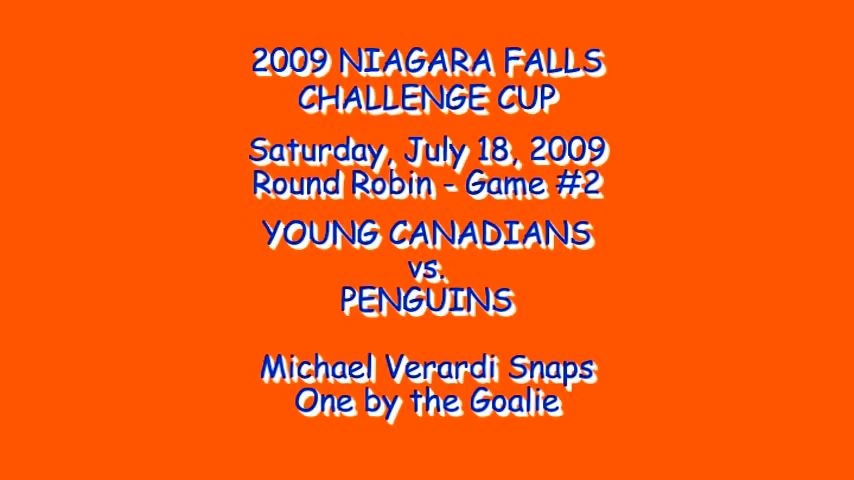 2009 NIAGARA FALLS
CHALLENGE CUP
Saturday, July 18, 2009
Round Robin - Game #2
YOUNG CANADIANS
vs.
PENGUINS
Michael Verardi Snaps
One by the Goalie